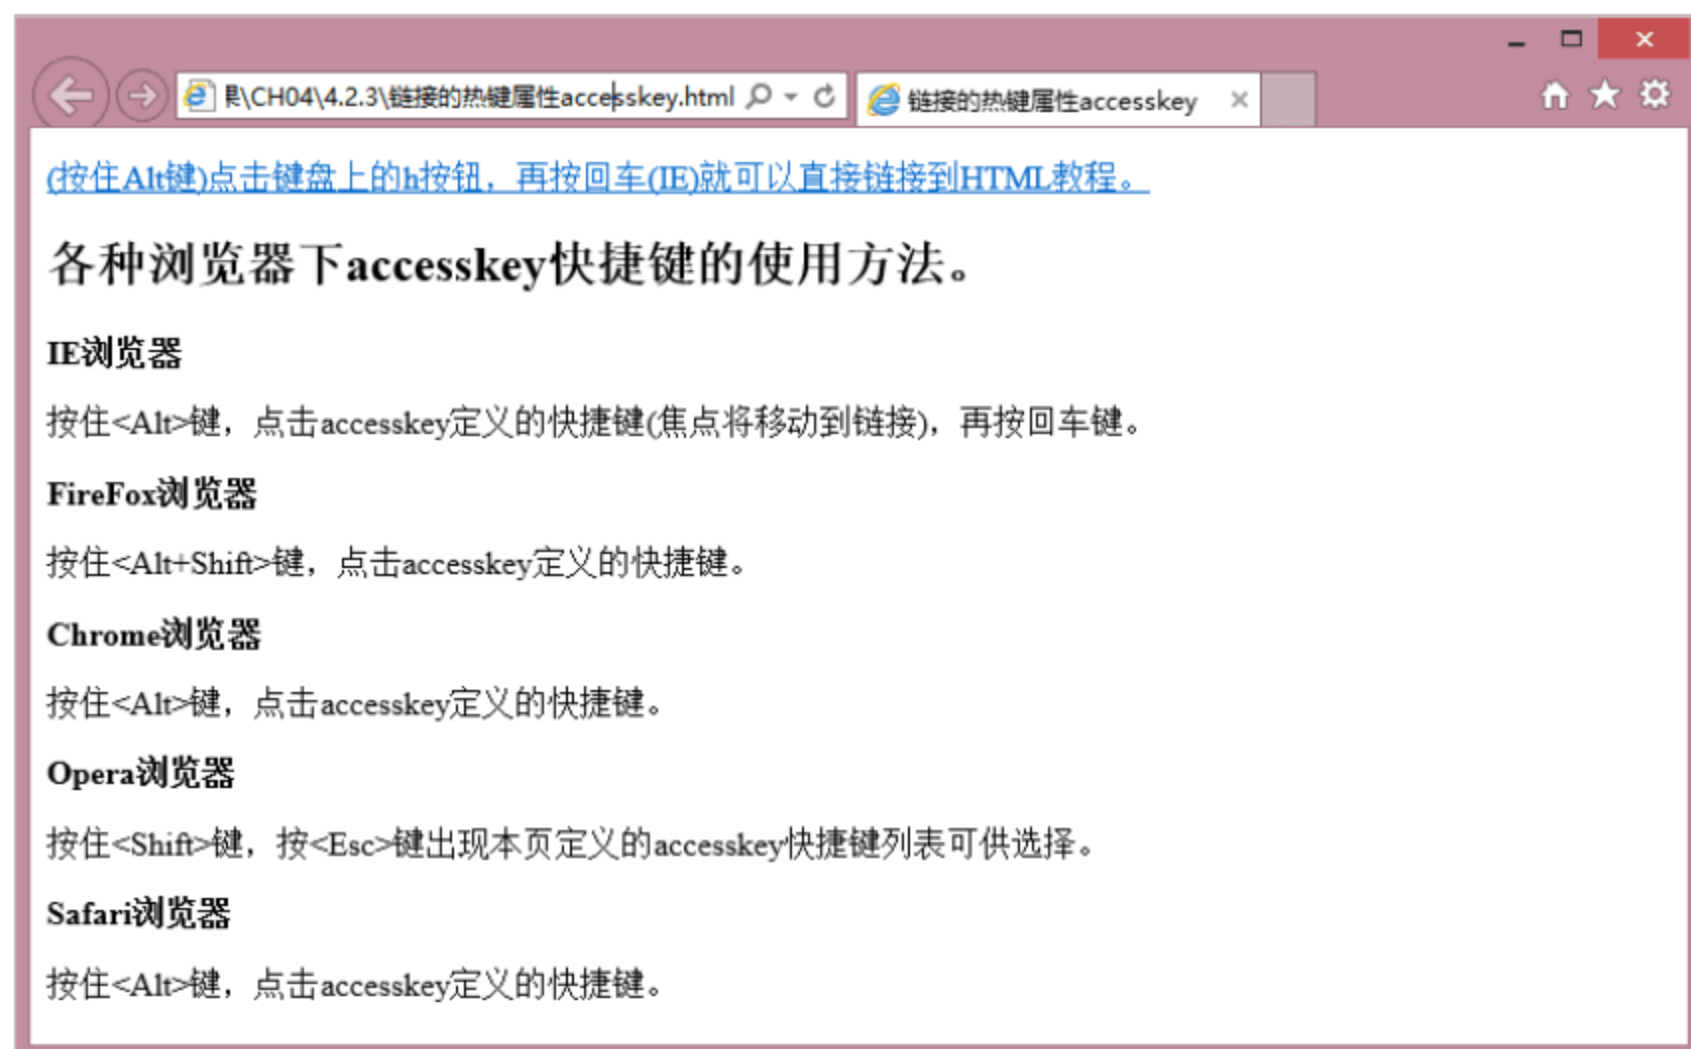 \CH04\4.2.3\链接的热键属性accesskey.html
链接的热键属性accesskey
(按住Alt键)点击键盘上的h按钮，再按回车(IE)就可以直接链接到HTML教程。
各种浏览器下accesskey快捷键的使用方法。
IE浏览器
按住<Alt>键，点击accesskey定义的快捷键(焦点将移动到链接)，再按回车键。
FireFox浏览器
按住<Alt+Shift>键，点击accesskey定义的快捷键。
Chrome浏览器
按住<Alt>键，点击accesskey定义的快捷键。
Opera浏览器
按住<Shift>键，按<Esc>键出现本页定义的accesskey快捷键列表可供选择。
Safari浏览器
按住<Alt>键，点击accesskey定义的快捷键。